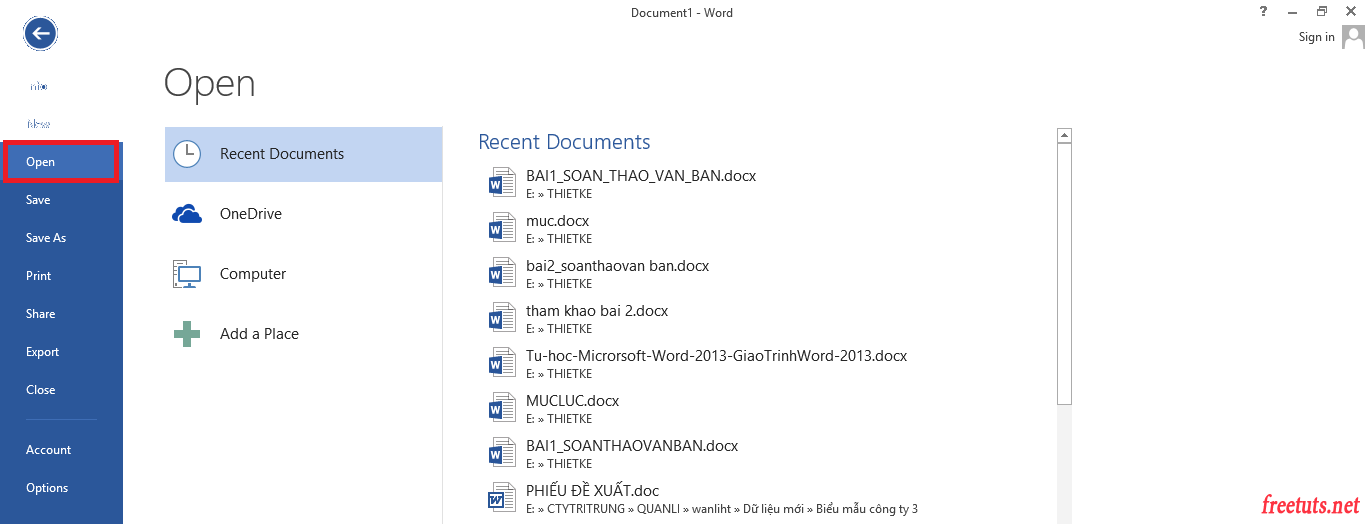 Document1 - Word
?
Sign in
Info
New
Open
Save
Save As
Print
Share
Export
Close
Account
Options
Open
Recent Documents
OneDrive
Computer
Add a Place
Recent Documents
BAI1_SOAN_THAO_VAN_BAN.docx
E: » THIETKE
muc.docx
E: » THIETKE
bai2_soanthaovan ban.docx
E: » THIETKE
tham khao bai 2.docx
E: » THIETKE
Tu-hoc-Microrsoft-Word-2013-GiaoTrinhWord-2013.docx
E: » THIETKE
MUCLUC.docx
E: » THIETKE
BAI1_SOANTHAOVANBAN.docx
E: » THIETKE
PHIẾU ĐỀ XUẤT.doc
E: » CTYTRITRUNG » QUANLI » wanliht » Dữ liệu mới » Biểu mẫu công ty 3
freetuts.net